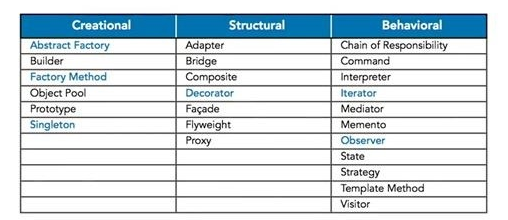 Creational Structural Behavioral
Abstract Factory Adapter Chain of Responsibility
Builder Bridge Command
Factory Method Composite Interpreter
Object Pool Decorator Iterator
Prototype Façade Mediator
Singleton Flyweight Memento
Proxy Observer
State
Strategy
Template Method
Visitor